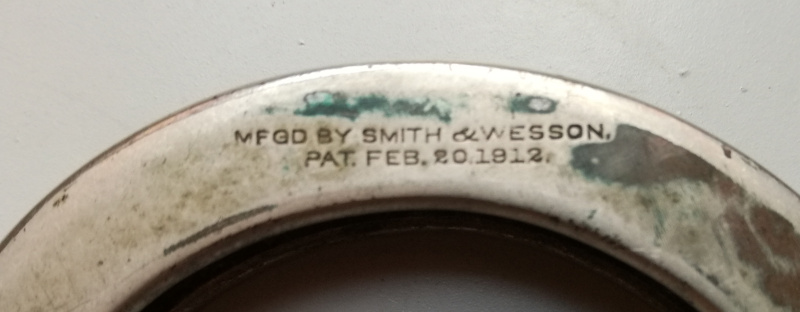 MFGD BY SMITH & WESSON.
PAT. FEB. 20.1912.